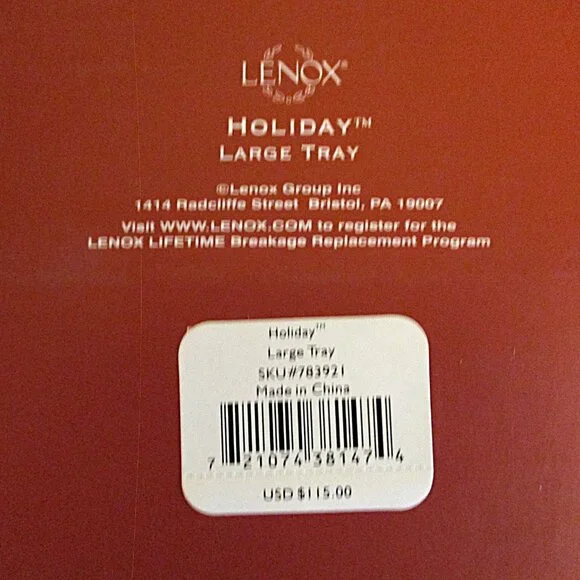 LENOX®
HOLIDAY™
LARGE TRAY
©Lenox Group Inc
1414 Radcliffe Street Bristol, PA 19007
Visit WWW.LENOX.COM to register for the
LENOX LIFETIME Breakage Replacement Program
Holiday™
Large Tray
SKU#783921
Made in China
7 21074 38147 4
USD $115.00